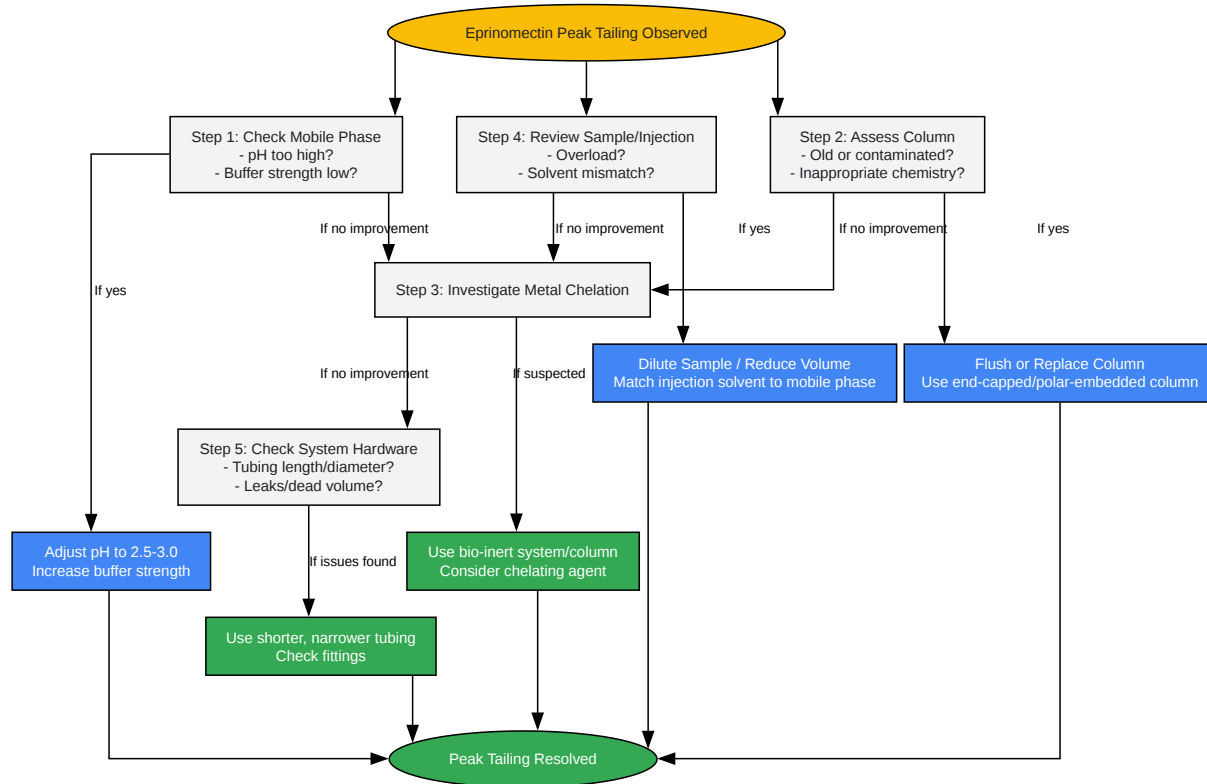 Eprinomectin Peak Tailing Observed
Step 1: Check Mobile Phase
- pH too high?
- Buffer strength low?
Step 4: Review Sample/Injection
- Overload?
- Solvent mismatch?
Step 2: Assess Column
- Old or contaminated?
- Inappropriate chemistry?
If no improvement
If no improvement
If yes
If no improvement
If yes
If yes
Step 3: Investigate Metal Chelation
Dilute Sample / Reduce Volume
Match injection solvent to mobile phase
Flush or Replace Column
Use end-capped/polar-embedded column
If no improvement
If suspected
Step 5: Check System Hardware
- Tubing length/diameter?
- Leaks/dead volume?
Adjust pH to 2.5-3.0
Increase buffer strength
If issues found
Use bio-inert system/column
Consider chelating agent
Use shorter, narrower tubing
Check fittings
Peak Tailing Resolved